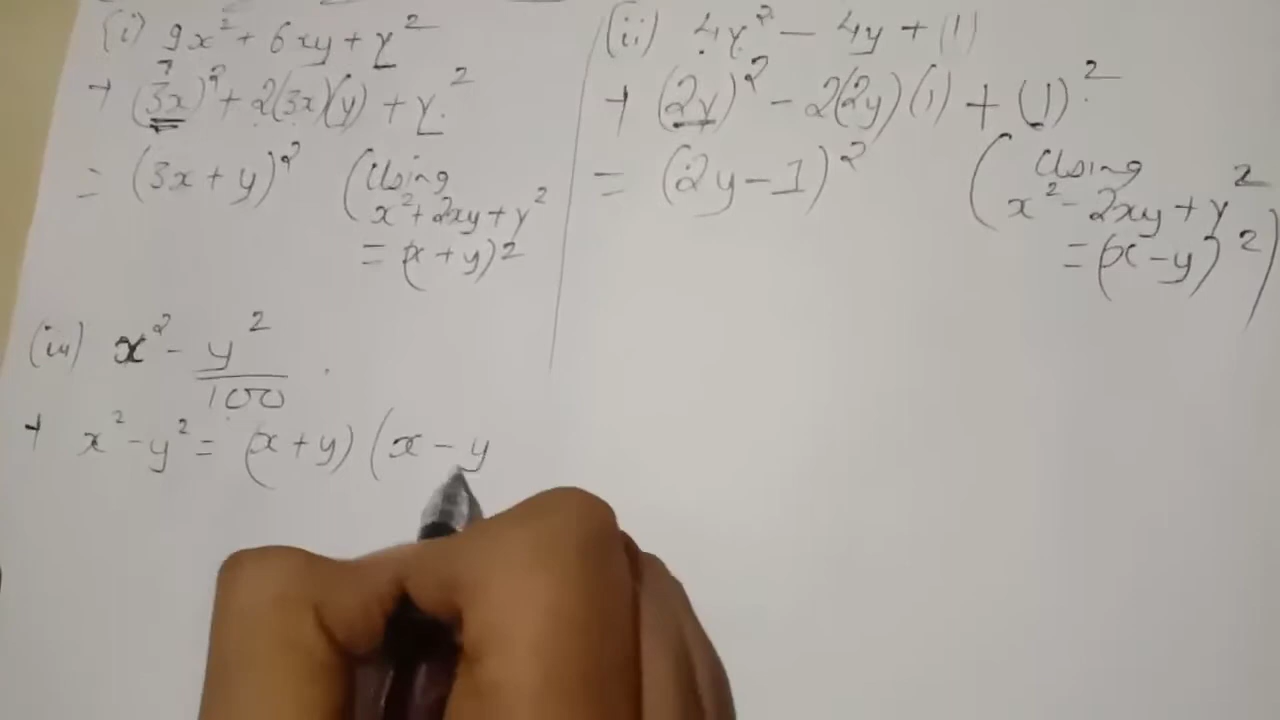 (i) 9x² + 6xy + y²
→ (3x)² + 2(3x)(y) + y²
= (3x + y)² (Using
x² + 2xy + y²
= (x + y)²
(ii) 4y² - 4y + (1)
→ (2y)² - 2(2y)(1) + (1)²
= (2y - 1)² (Using
x² - 2xy + y²
= (x - y)²)
(iii) x² - y²
100
→ x² - y² = (x + y) (x - y